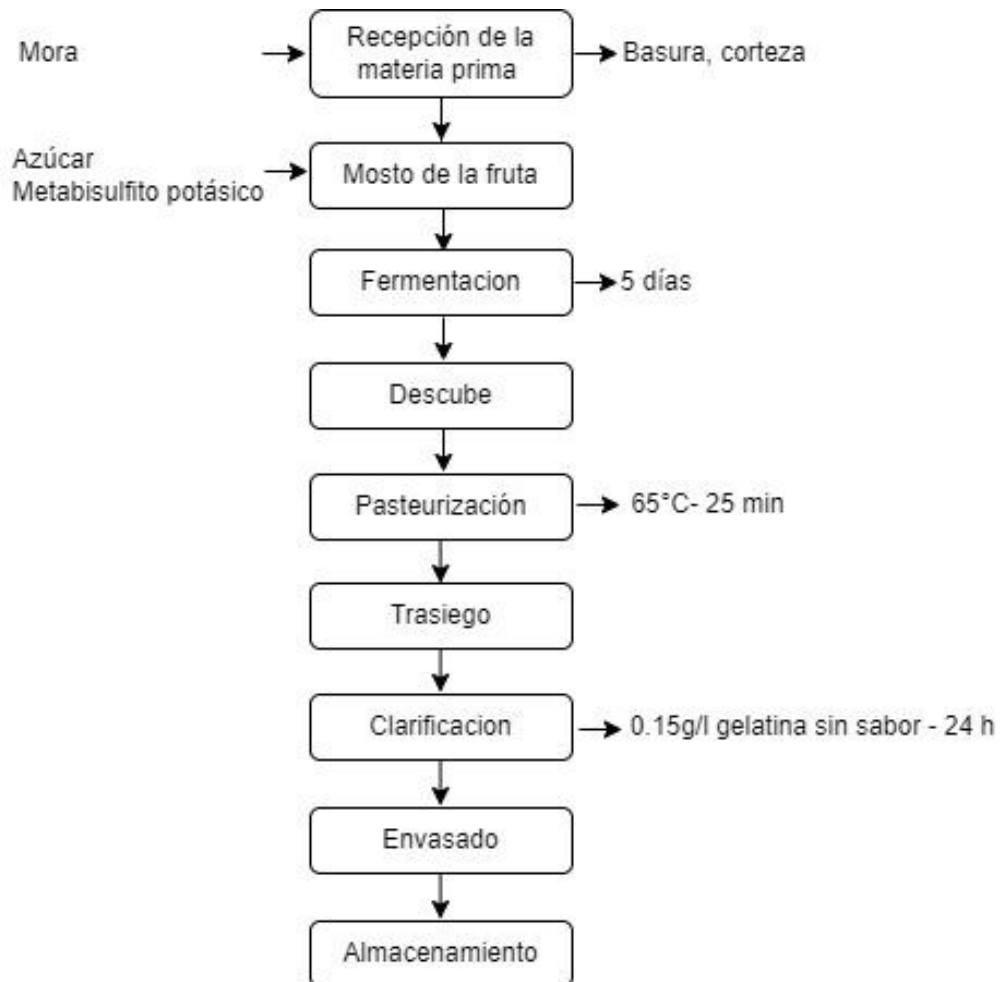 Mora
Recepción de la
materia prima
Basura, corteza
Azúcar
Metabisulfito potásico
Mosto de la fruta
Fermentacion
5 días
Descube
Pasteurización
65°C- 25 min
Trasiego
Clarificacion
0.15g/l gelatina sin sabor - 24 h
Envasado
Almacenamiento